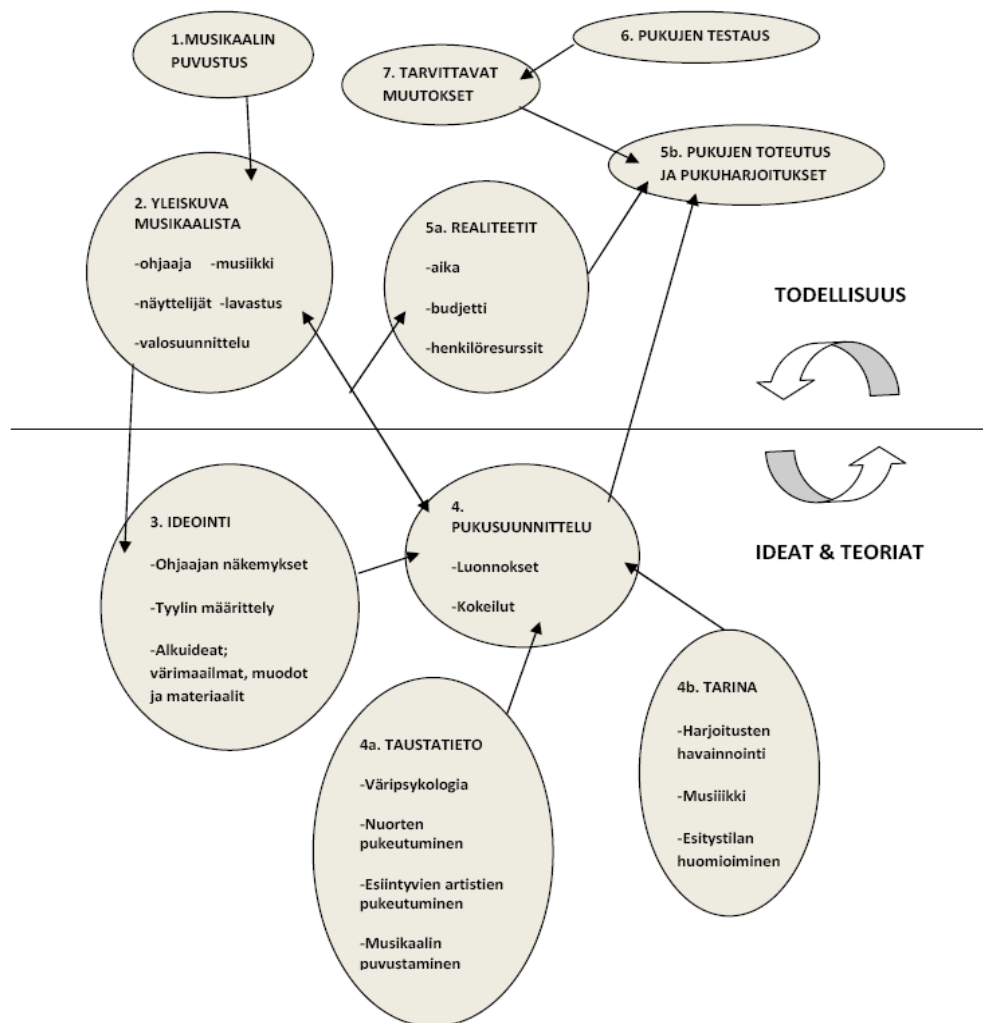 1.MUSIKAALIN
PUVUSTUS
6. PUKUJEN TESTAUS
7. TARVITTAVAT
MUUTOKSET
5b. PUKUJEN TOTEUTUS
JA PUKUHARJOITUKSET
2. YLEISKUVA
MUSIKAALISTA
-ohjaaja -musiikki
-näyttelijät -lavastus
-valosuunnittelu
5a. REALITEETIT
-aika
-budjetti
-henkilöresurssit
TODELLISUUS
3. IDEOINTI
-Ohjaajan näkemykset
-Tyylin määrittely
-Alkuideat;
värimaailmat, muodot
ja materiaalit
4.
PUKUSUUNNITTELU
-Luonnokset
-Kokeilut
IDEAT & TEORIAT
4a. TAUSTATIETO
-Väripsykologia
-Nuorten
pukeutuminen
-Esiintyvien artistien
pukeutuminen
-Musikaalin
puvustaminen
4b. TARINA
-Harjoitusten
havainnointi
-Musiiikki
-Esitystilan
huomioiminen